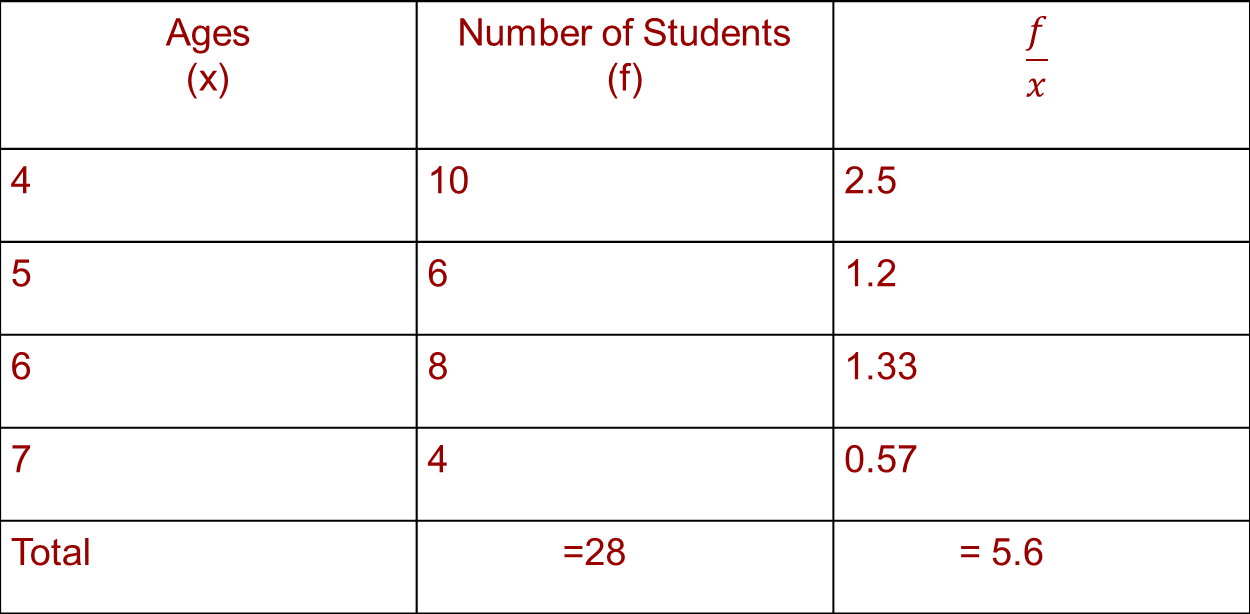 Ages
(x)
Number of Students
(f)
f
x
4 10 2.5
5 6 1.2
6 8 1.33
7 4 0.57
Total =28 = 5.6